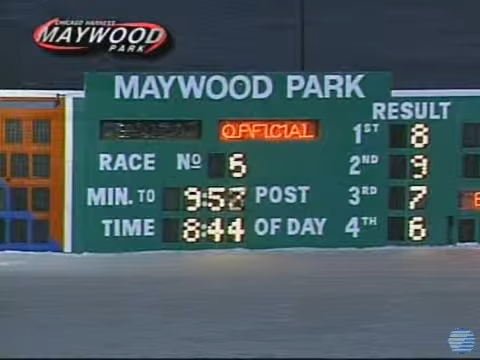 CHICAGO HARNESS
MAYWOOD
PARK
MAYWOOD PARK
RESULT
OFFICIAL
1ST 8
RACE NO 6
2ND 9
MIN. TO 9:57 POST
3RD 7
TIME 8:44 OF DAY
4TH 6